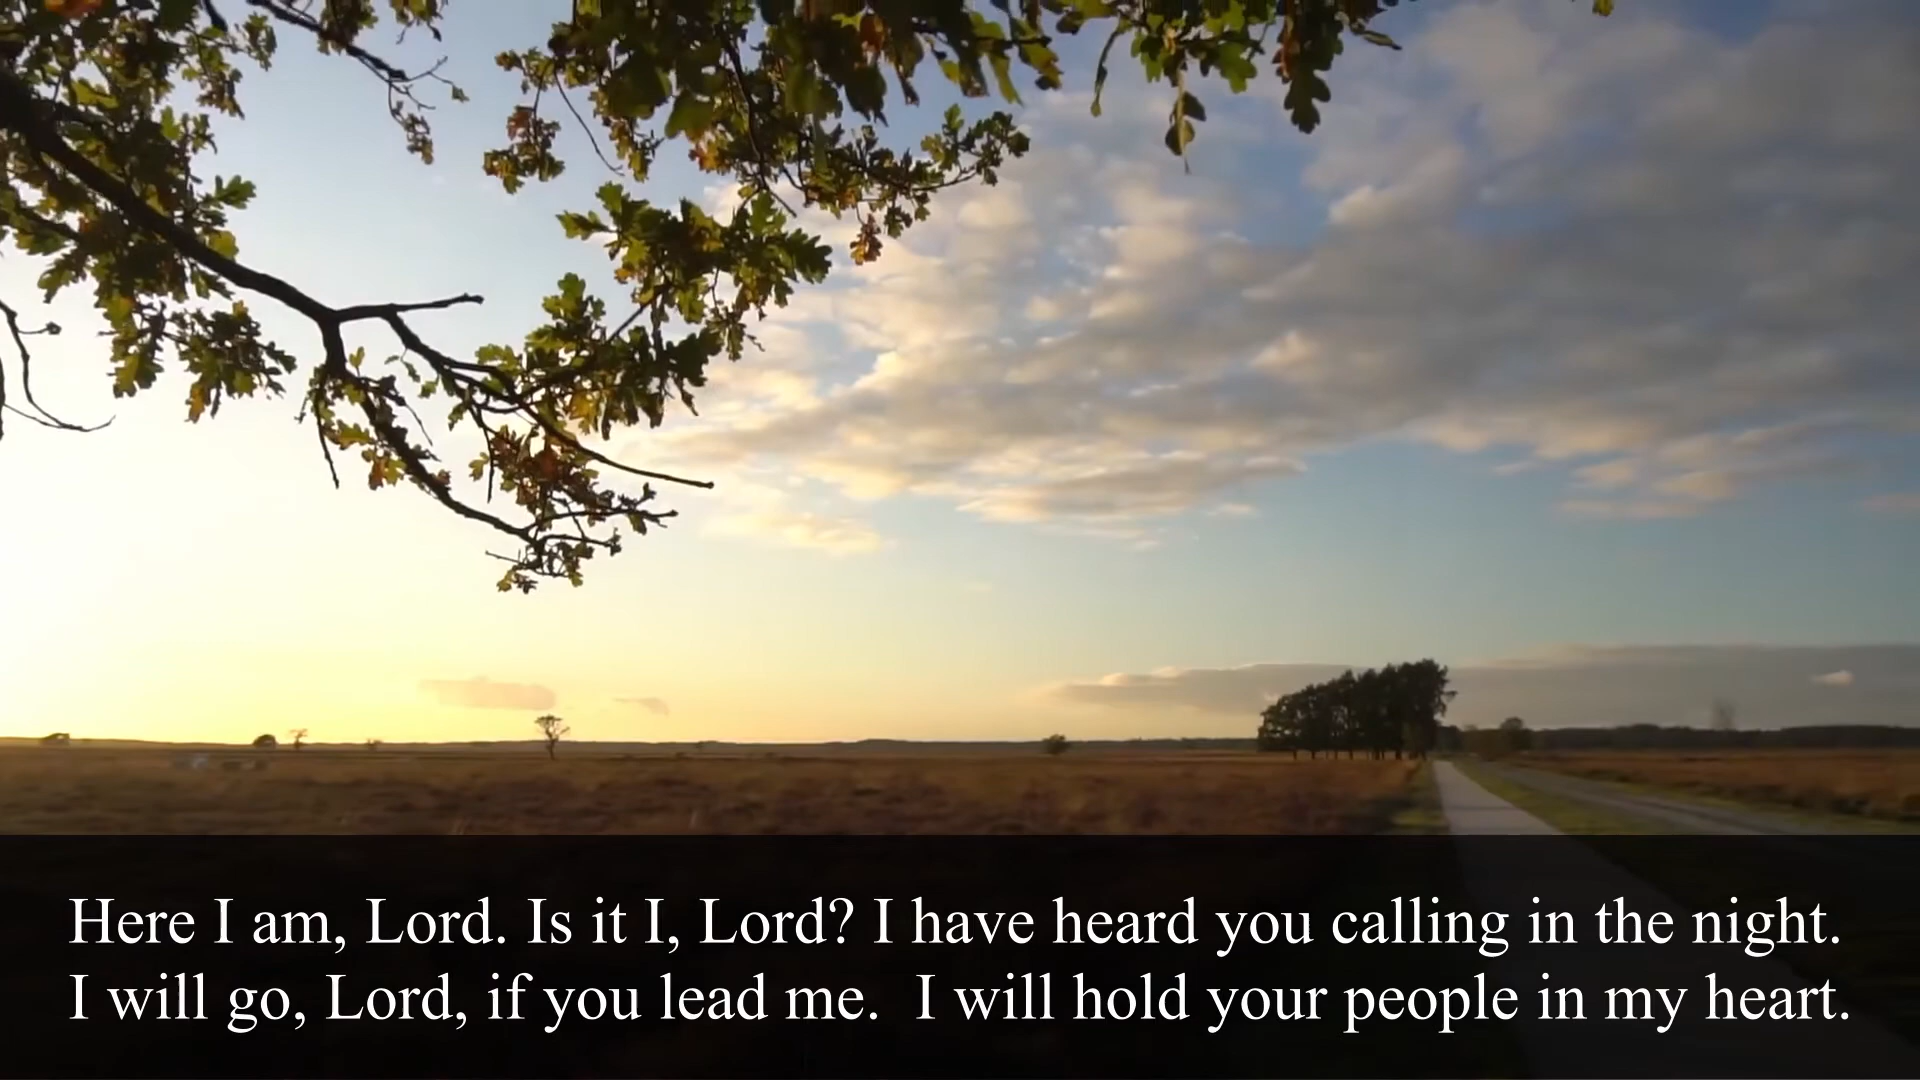 Here I am, Lord. Is it I, Lord? I have heard you calling in the night.
I will go, Lord, if you lead me.  I will hold your people in my heart.